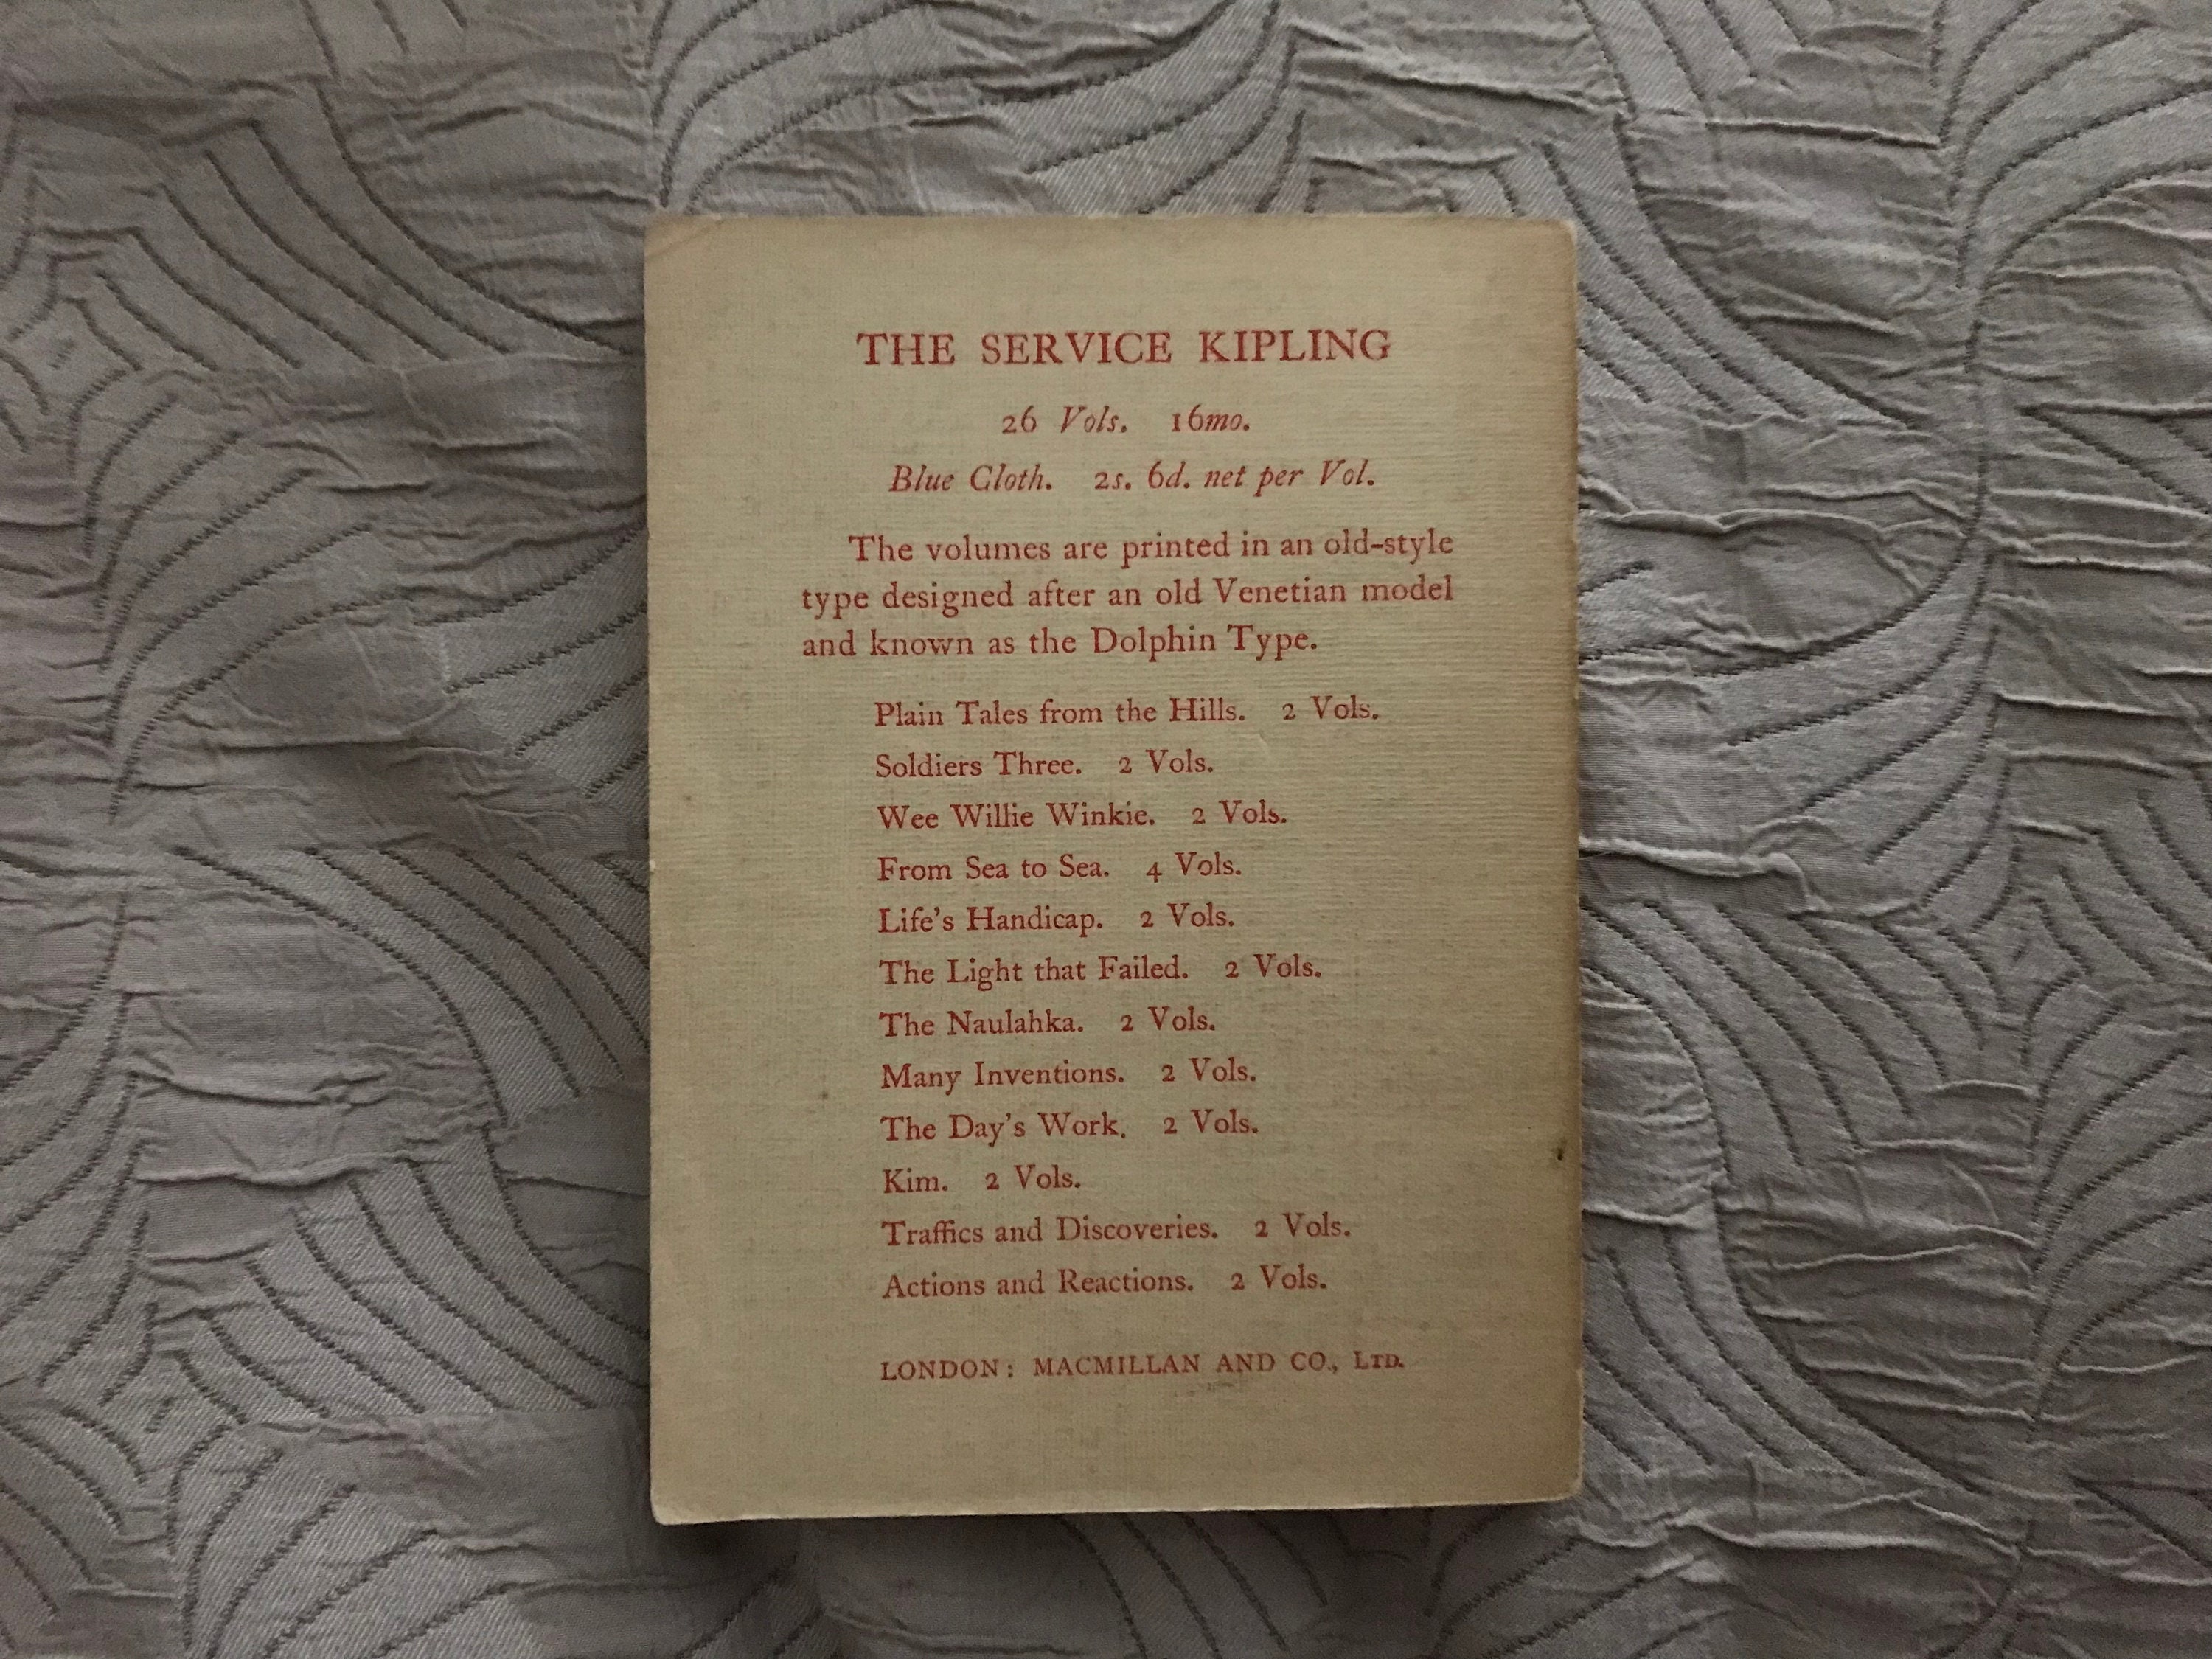 THE SERVICE KIPLING
26 Vols. 16mo.
Blue Cloth. 2s. 6d. net per Vol.
The volumes are printed in an old-style
type designed after an old Venetian model
and known as the Dolphin Type.
Plain Tales from the Hills. 2 Vols.
Soldiers Three. 2 Vols.
Wee Willie Winkie. 2 Vols.
From Sea to Sea. 4 Vols.
Life's Handicap. 2 Vols.
The Light that Failed. 2 Vols.
The Naulahka. 2 Vols.
Many Inventions. 2 Vols.
The Day's Work. 2 Vols.
Kim. 2 Vols.
Traffics and Discoveries. 2 Vols.
Actions and Reactions. 2 Vols.
LONDON: MACMILLAN AND CO., LTD.